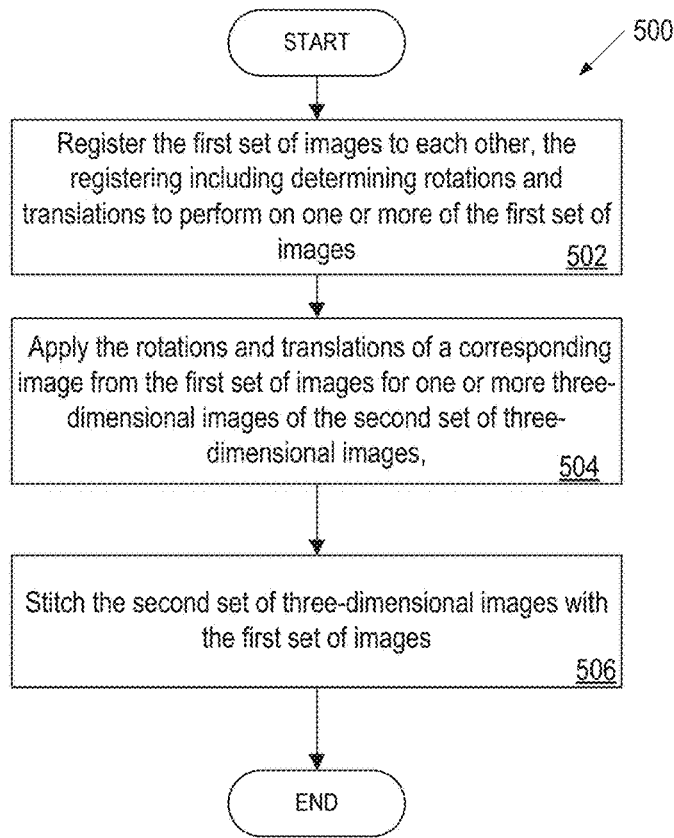 START
500
Register the first set of images to each other, the
registering including determining rotations and
translations to perform on one or more of the first set of
images
502
Apply the rotations and translations of a corresponding
image from the first set of images for one or more three-
dimensional images of the second set of three-
dimensional images,
504
Stitch the second set of three-dimensional images with
the first set of images
506
END